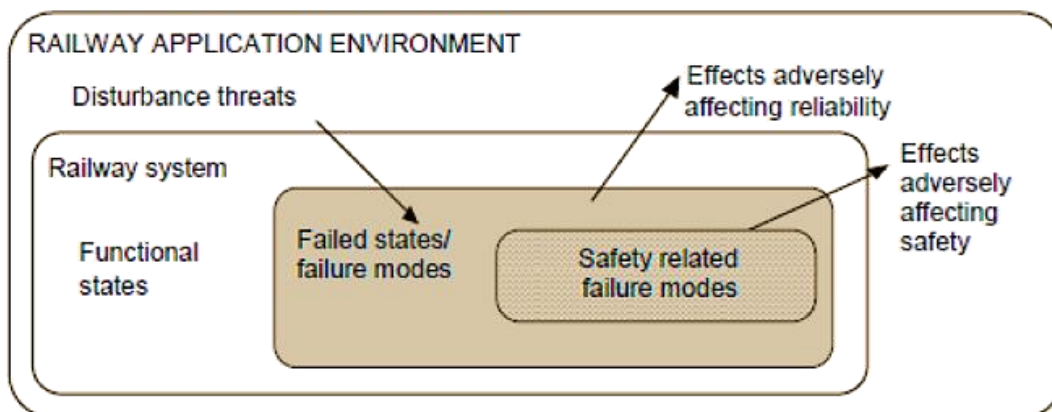 RAILWAY APPLICATION ENVIRONMENT
Disturbance threats
Effects adversely
affecting reliability
Effects
adversely
affecting
safety
Railway system
Functional
states
Failed states/
failure modes
Safety related
failure modes